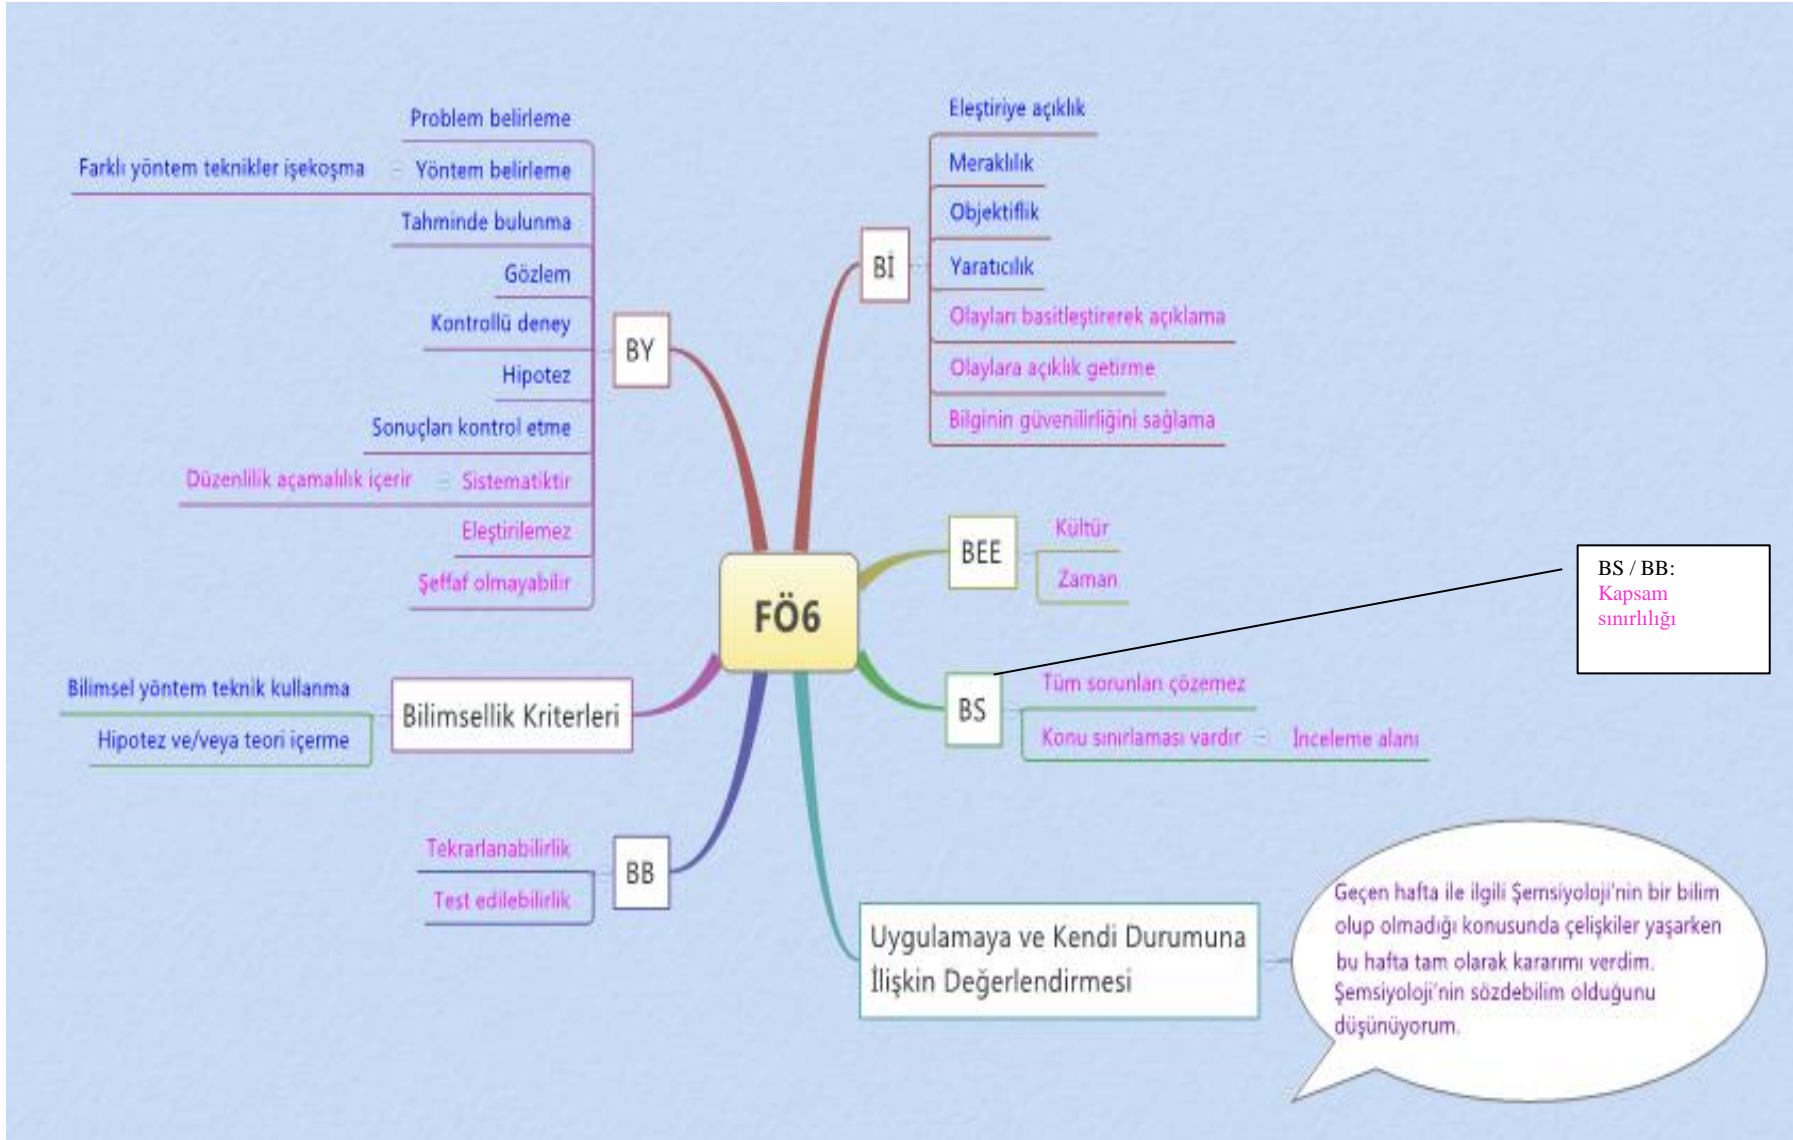 Problem belirleme
Farklı yöntem teknikler işekoşma
Yöntem belirleme
Tahminde bulunma
Gözlem
Kontrollü deney
Hipotez
Sonuçları kontrol etme
Düzenlilik açamalılık içerir
Sistematiktir
Eleştirilemez
Şeffaf olmayabilir
BY
Eleştiriye açıklık
Meraklılık
Objektiflik
Yaratıcılık
Olayları basitleştirerek açıklama
Olaylara açıklık getirme
Bilginin güvenilirliğini sağlama
Bİ
BEE
Kültür
Zaman
FÖ6
BS / BB:
Kapsam
sınırlılığı
BS
Tüm sorunları çözemez
Konu sınırlaması vardır
İnceleme alanı
Bilimsel yöntem teknik kullanma
Hipotez ve/veya teori içerme
Bilimsellik Kriterleri
Tekrarlanabilirlik
Test edilebilirlik
BB
Uygulamaya ve Kendi Durumuna
İlişkin Değerlendirmesi
Geçen hafta ile ilgili Şemsiyoloji'nin bir bilim
olup olmadığı konusunda çelişkiler yaşarken
bu hafta tam olarak kararımı verdim.
Şemsiyoloji'nin sözdebilim olduğunu
düşünüyorum.